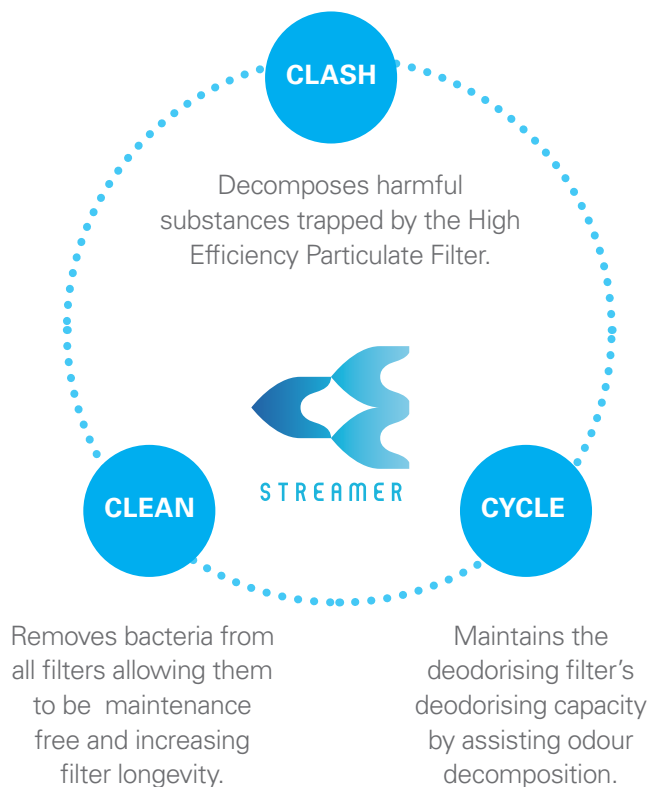 CLASH
Decomposes harmful
substances trapped by the High
Efficiency Particulate Filter.
STREAMER
CLEAN
CYCLE
Removes bacteria from
all filters allowing them
to be maintenance
free and increasing
filter longevity.
Maintains the
deodorising filter's
deodorising capacity
by assisting odour
decomposition.